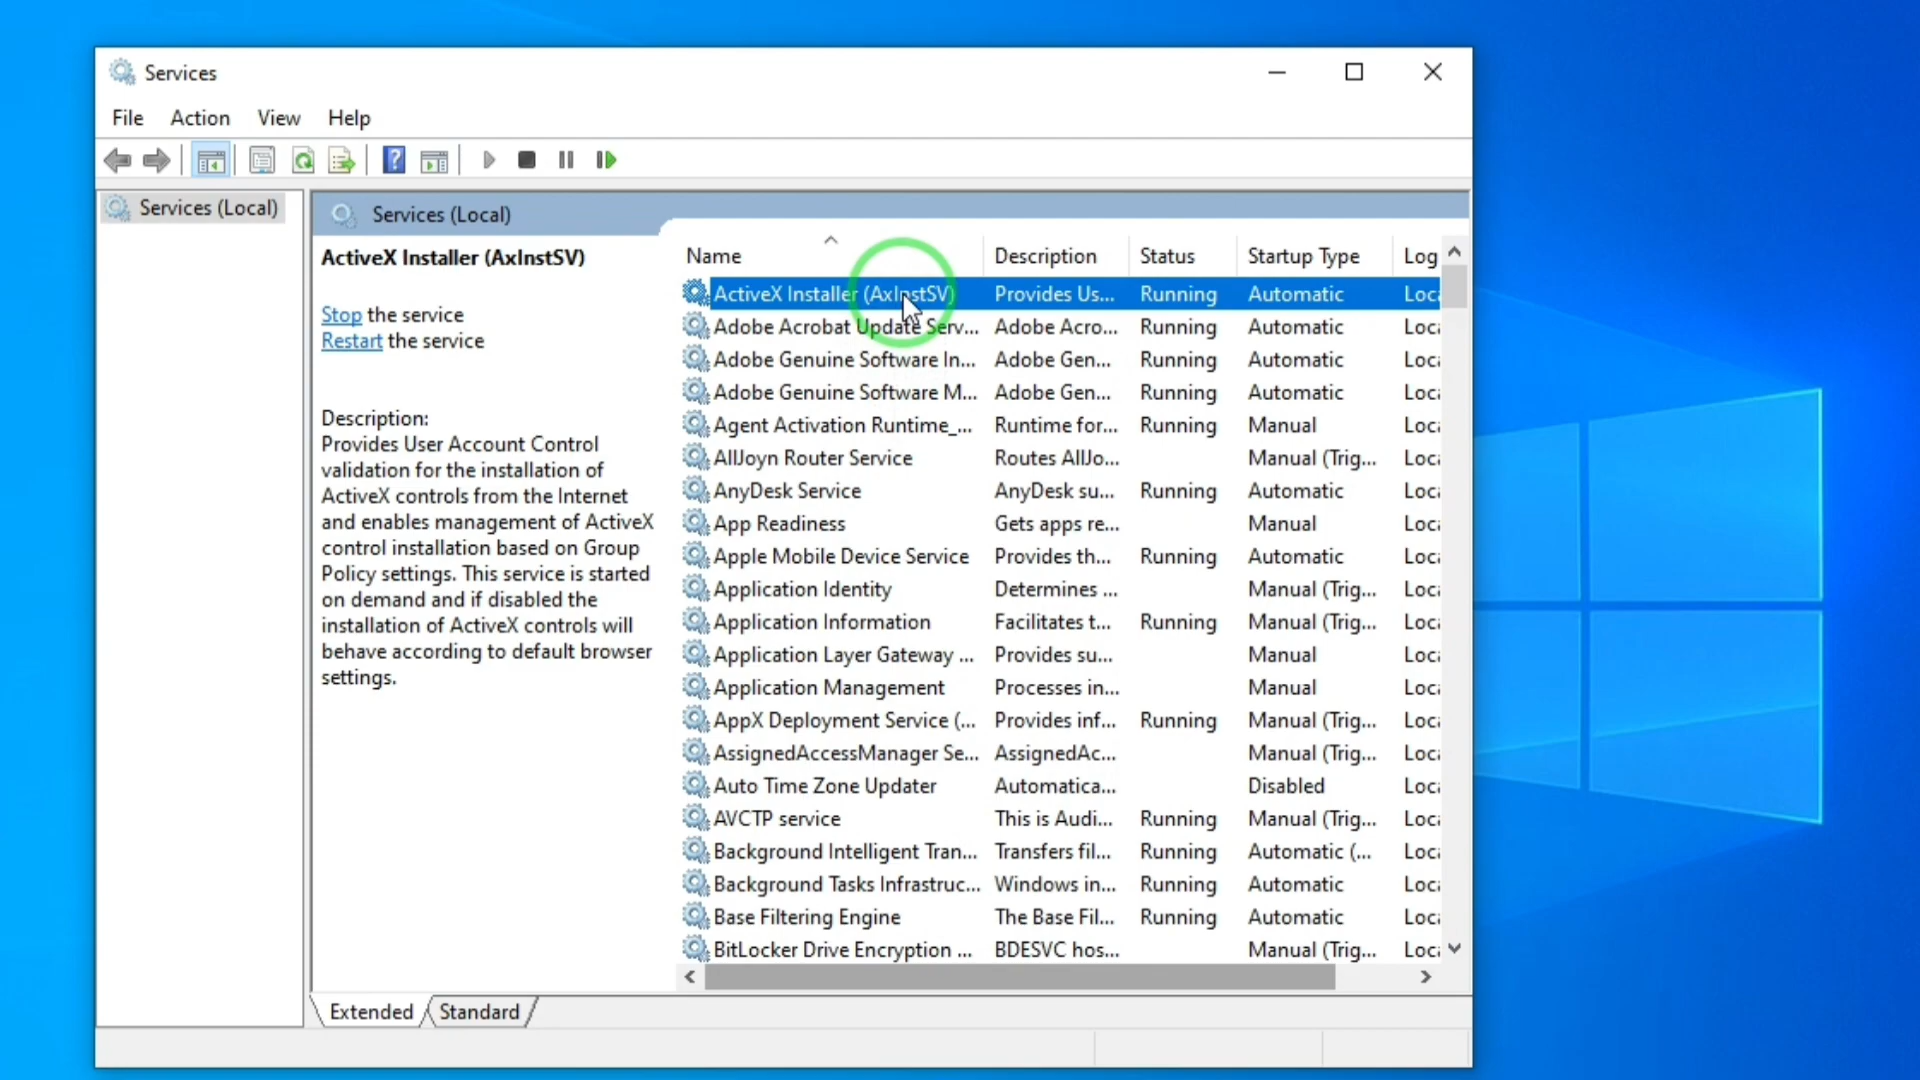 Services
File Action View Help
Services (Local)
Services (Local)
ActiveX Installer (AxInstSV)
Stop the service
Restart the service
Description:
Provides User Account Control
validation for the installation of
ActiveX controls from the Internet
and enables management of ActiveX
control installation based on Group
Policy settings. This service is started
on demand and if disabled the
installation of ActiveX controls will
behave according to default browser
settings.
Name Description Status Startup Type Log
ActiveX Installer (AxInstSV) Provides Us... Running Automatic Loc
Adobe Acrobat Update Serv... Adobe Acro... Running Automatic Loc
Adobe Genuine Software In... Adobe Gen... Running Automatic Loc
Adobe Genuine Software M... Adobe Gen... Running Automatic Loc
Agent Activation Runtime_... Runtime for... Running Manual Loc
AllJoyn Router Service Routes AllJo... Manual (Trig... Loc
AnyDesk Service AnyDesk su... Running Automatic Loc
App Readiness Gets apps re... Manual Loc
Apple Mobile Device Service Provides th... Running Automatic Loc
Application Identity Determines ... Manual (Trig... Loc
Application Information Facilitates t... Running Manual (Trig... Loc
Application Layer Gateway ... Provides su... Manual Loc
Application Management Processes in... Manual Loc
AppX Deployment Service (... Provides inf... Running Manual (Trig... Loc
AssignedAccessManager Se... AssignedAc... Manual (Trig... Loc
Auto Time Zone Updater Automatica... Disabled Loc
AVCTP service This is Audi... Running Manual (Trig... Loc
Background Intelligent Tran... Transfers fil... Running Automatic (... Loc
Background Tasks Infrastruc... Windows in... Running Automatic Loc
Base Filtering Engine The Base Fil... Running Automatic Loc
BitLocker Drive Encryption ... BDESVC hos... Manual (Trig... Loc
Extended Standard